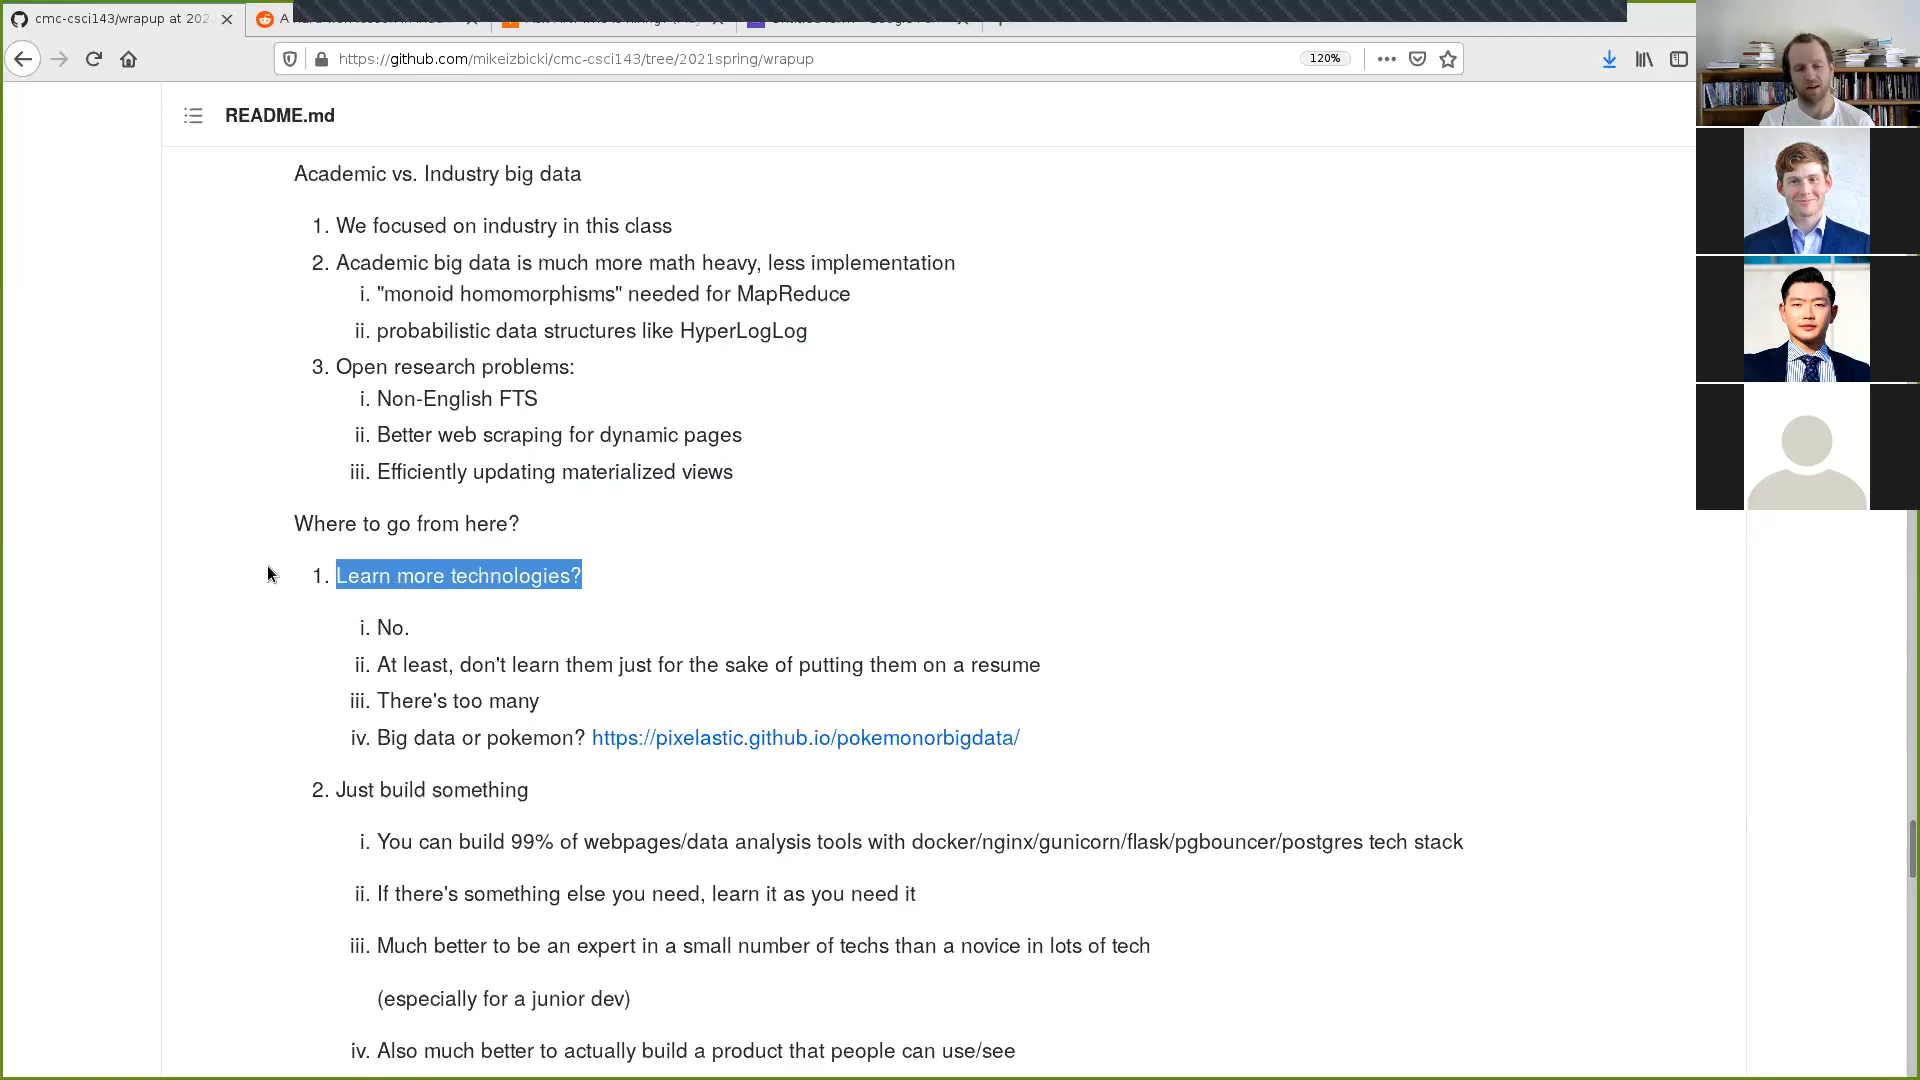 cmc-csci143/wrapup at 202
https://github.com/mikeizbicki/cmc-csci143/tree/2021spring/wrapup
120%
README.md
Academic vs. Industry big data
1. We focused on industry in this class
2. Academic big data is much more math heavy, less implementation
i. "monoid homomorphisms" needed for MapReduce
ii. probabilistic data structures like HyperLogLog
3. Open research problems:
i. Non-English FTS
ii. Better web scraping for dynamic pages
iii. Efficiently updating materialized views
Where to go from here?
1. Learn more technologies?
i. No.
ii. At least, don't learn them just for the sake of putting them on a resume
iii. There's too many
iv. Big data or pokemon? https://pixelastic.github.io/pokemonorbigdata/
2. Just build something
i. You can build 99% of webpages/data analysis tools with docker/nginx/gunicorn/flask/pgbouncer/postgres tech stack
ii. If there's something else you need, learn it as you need it
iii. Much better to be an expert in a small number of techs than a novice in lots of tech
(especially for a junior dev)
iv. Also much better to actually build a product that people can use/see